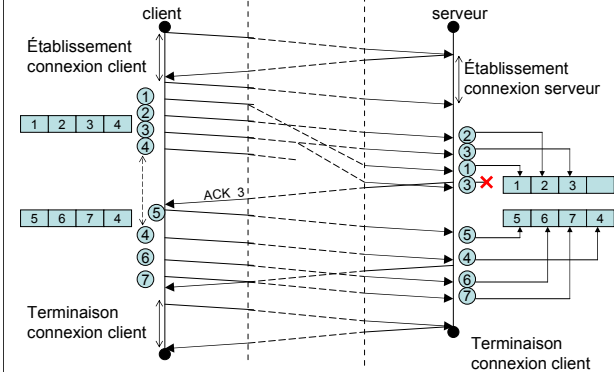 client
serveur
Établissement
connexion client
Établissement
connexion serveur
1
2
3
4
1 2 3 4
2
3
1
3
1 2 3
ACK 3
5
5 6 7 4
4
6
7
5 6 7 4
5
4
6
7
Terminaison
connexion client
Terminaison
connexion client